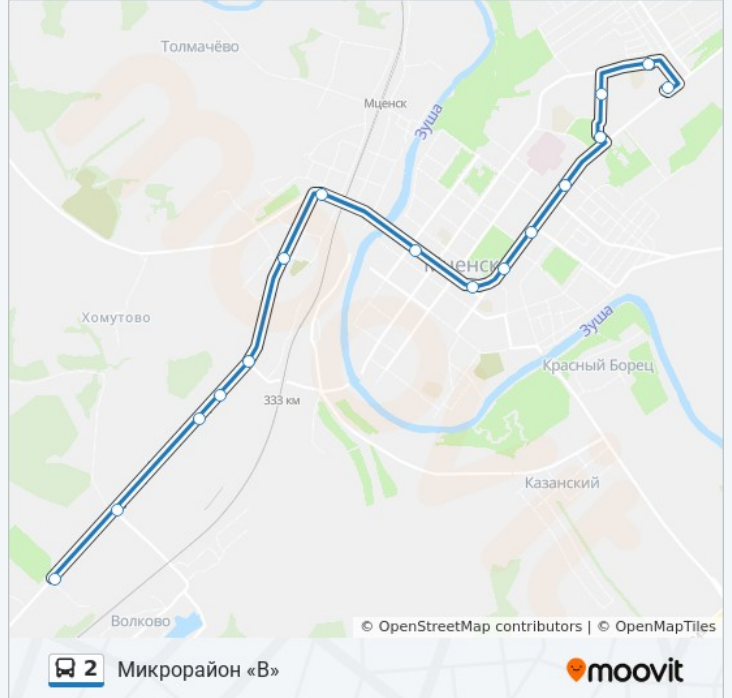 Толмачёво
Мценск
Зуша
Мценск
Хомутово
Зуша
Красный Борец
333 км
Казанский
Волково
© OpenStreetMap contributors | © OpenMapTiles
2 Микрорайон «В»
moovit